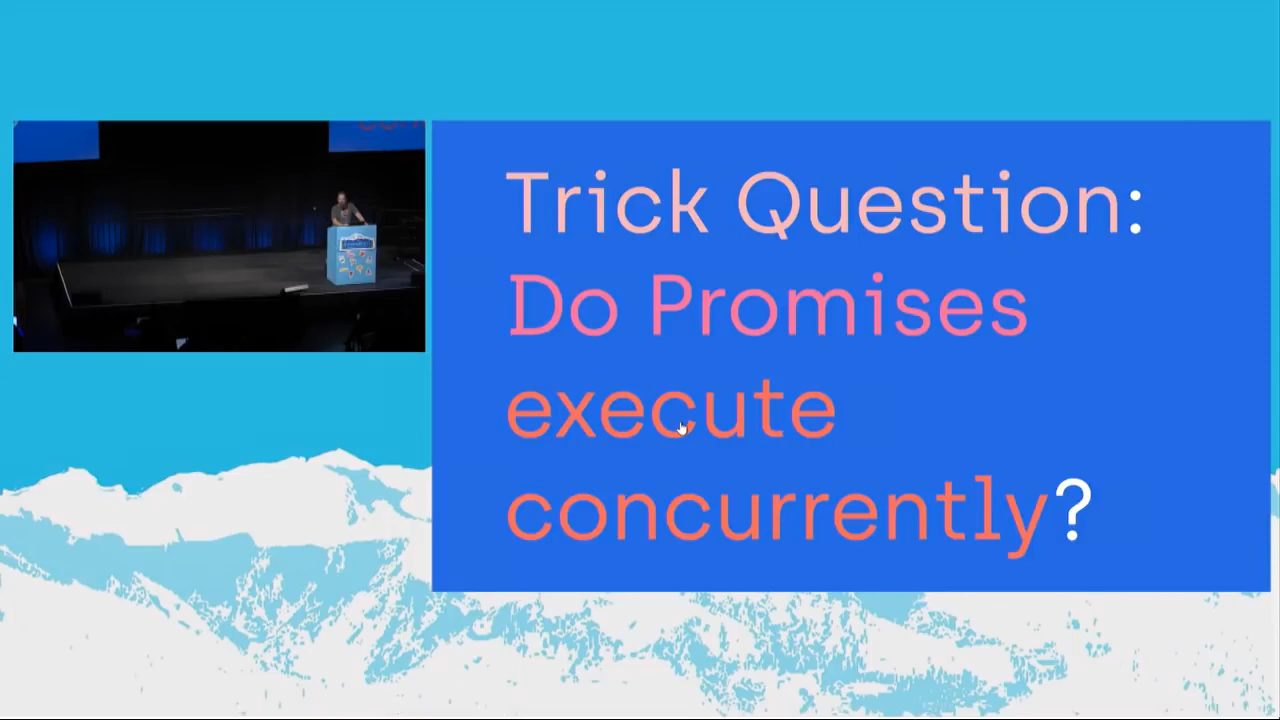 Trick Question:
Do Promises
execute
concurrently?